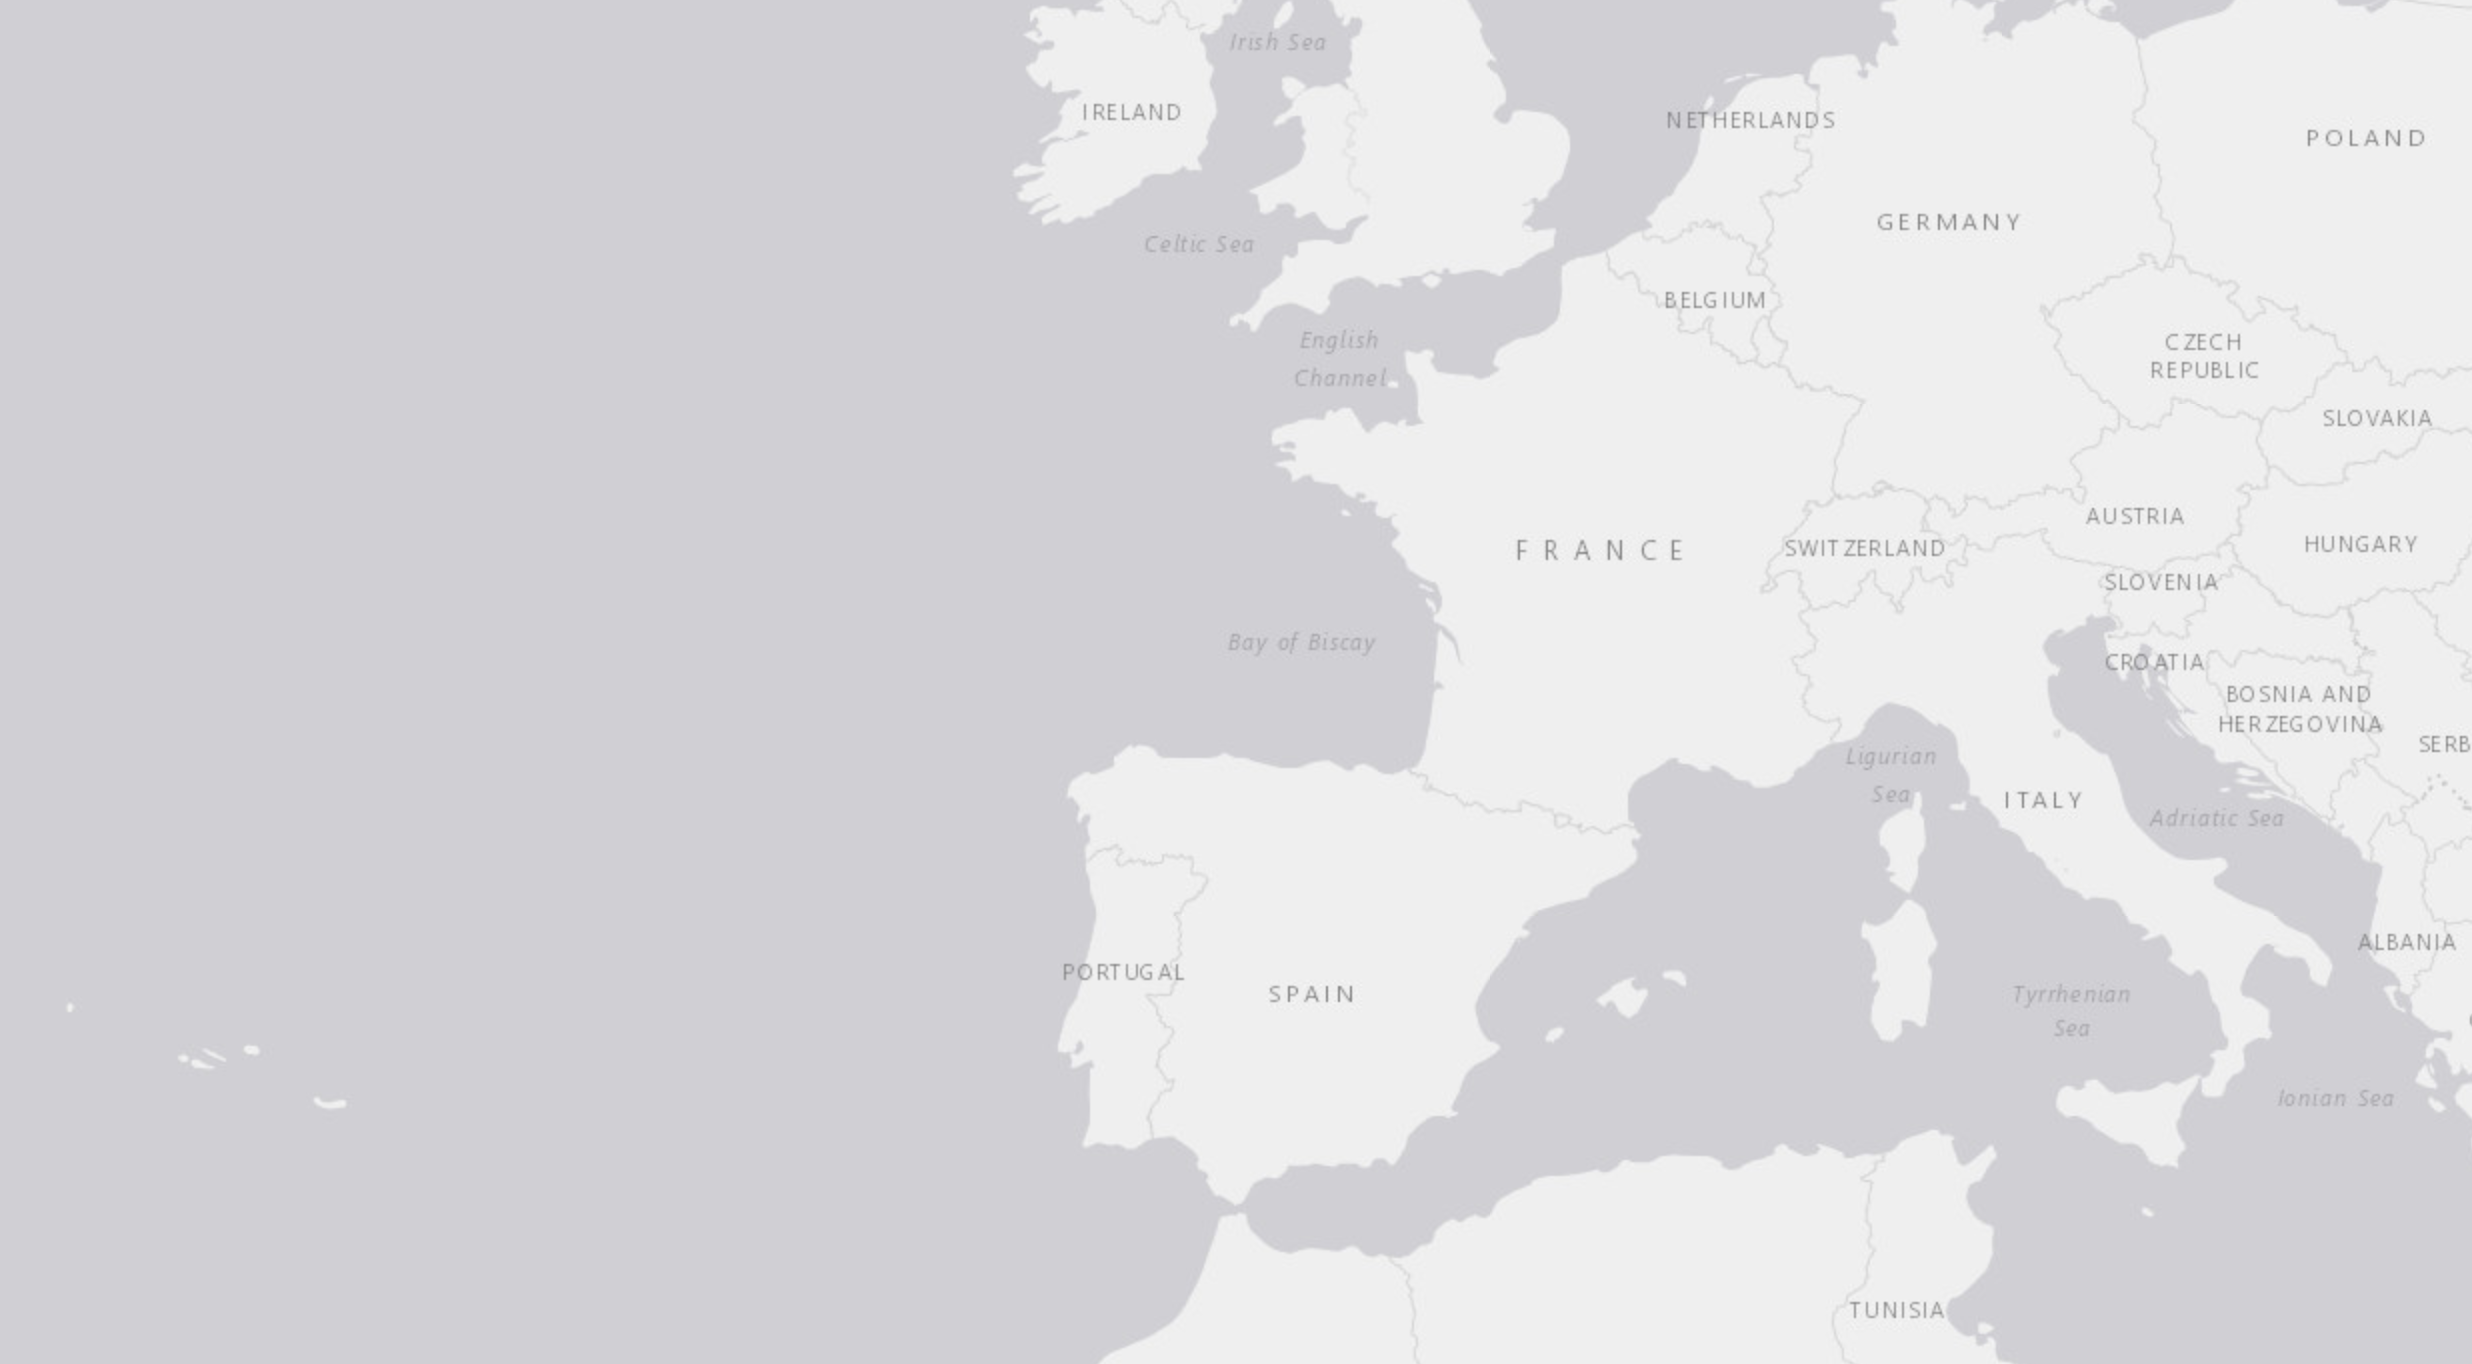 Irish Sea
IRELAND
NETHERLANDS
POLAND
GERMANY
Celtic Sea
BELGIUM
English
Channel
CZECH
REPUBLIC
SLOVAKIA
AUSTRIA
FRANCE
SWITZERLAND
HUNGARY
SLOVENIA
Bay of Biscay
CROATIA
BOSNIA AND
HERZEGOVINA
SERB
Ligurian
Sea
ITALY
Adriatic Sea
ALBANIA
PORTUGAL
SPAIN
Tyrrhenian
Sea
Ionian Sea
TUNISIA